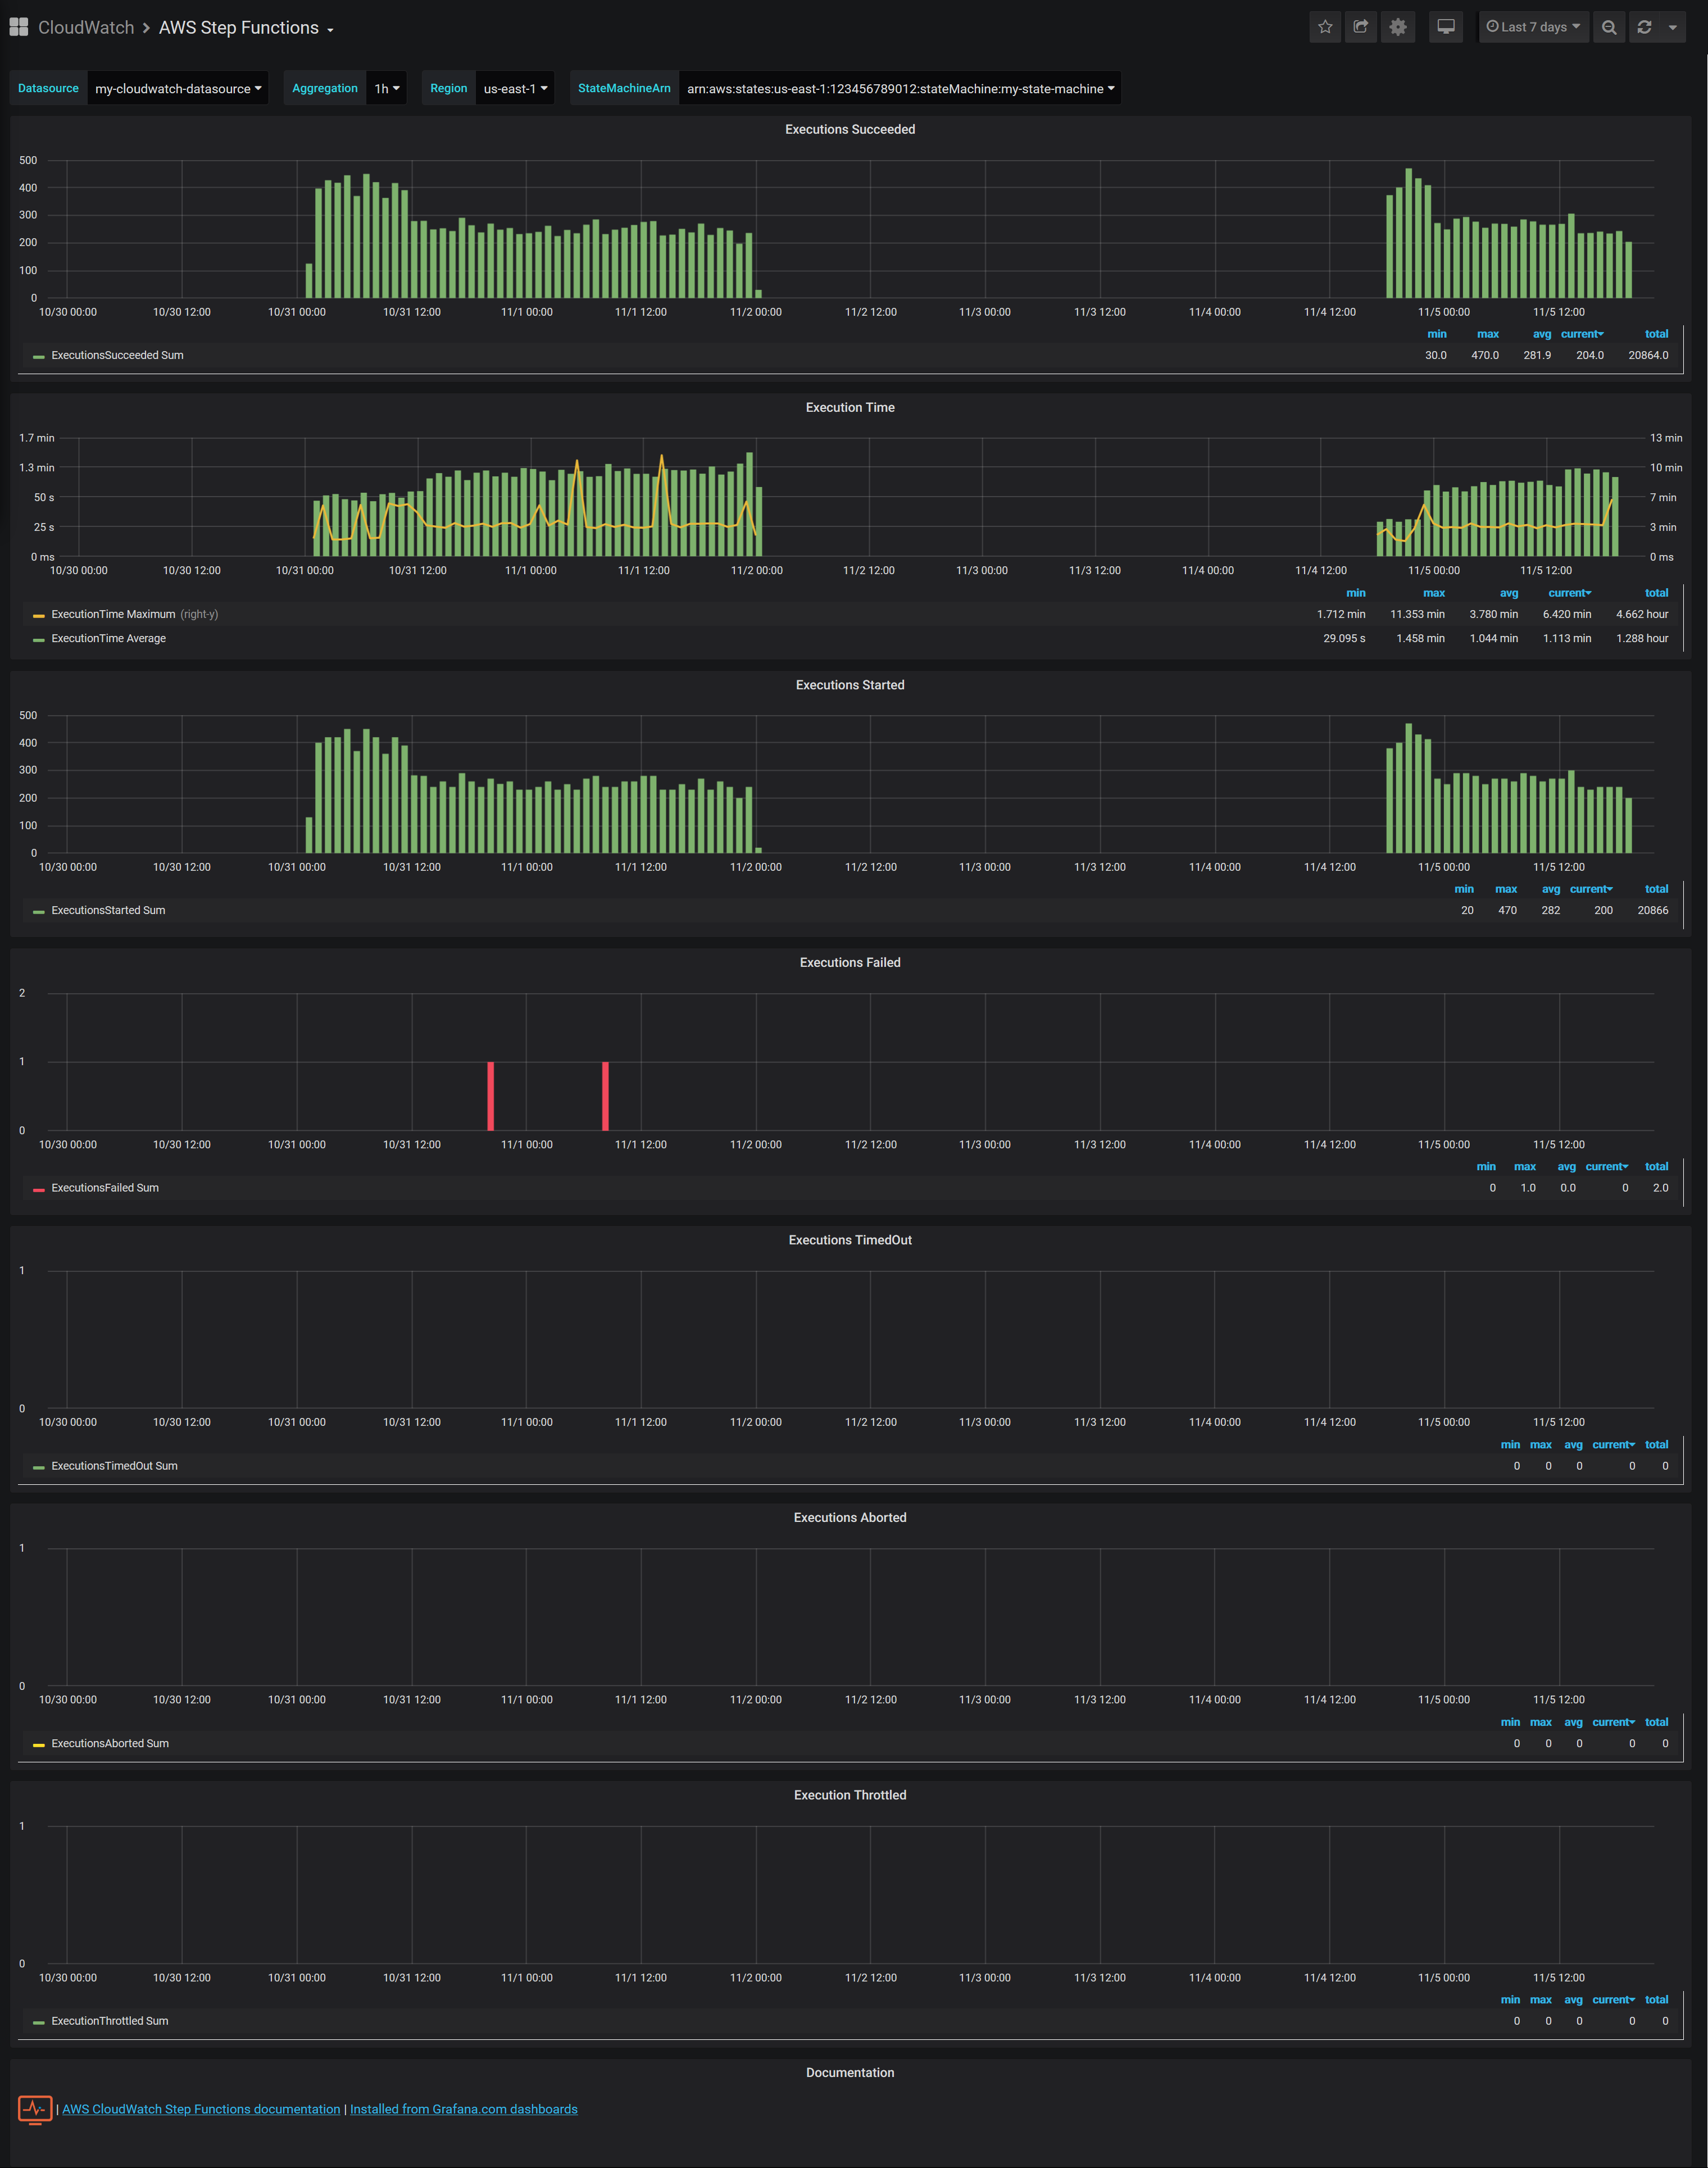 CloudWatch > AWS Step Functions
Last 7 days
Datasource my-cloudwatch-datasource Aggregation 1h Region us-east-1 StateMachineArn arn:aws:states:us-east-1:123456789012:stateMachine:my-state-machine
Executions Succeeded
500
400
300
200
100
0
10/30 00:00 10/30 12:00 10/31 00:00 10/31 12:00 11/1 00:00 11/1 12:00 11/2 00:00 11/2 12:00 11/3 00:00 11/3 12:00 11/4 00:00 11/4 12:00 11/5 00:00 11/5 12:00
min max avg current total
ExecutionsSucceeded Sum 30.0 470.0 281.9 204.0 20864.0
Execution Time
1.7 min 13 min
1.3 min 10 min
50 s 7 min
25 s 3 min
0 ms 0 ms
10/30 00:00 10/30 12:00 10/31 00:00 10/31 12:00 11/1 00:00 11/1 12:00 11/2 00:00 11/2 12:00 11/3 00:00 11/3 12:00 11/4 00:00 11/4 12:00 11/5 00:00 11/5 12:00
min max avg current total
ExecutionTime Maximum (right-y) 1.712 min 11.353 min 3.780 min 6.420 min 4.662 hour
ExecutionTime Average 29.095 s 1.458 min 1.044 min 1.113 min 1.288 hour
Executions Started
500
400
300
200
100
0
10/30 00:00 10/30 12:00 10/31 00:00 10/31 12:00 11/1 00:00 11/1 12:00 11/2 00:00 11/2 12:00 11/3 00:00 11/3 12:00 11/4 00:00 11/4 12:00 11/5 00:00 11/5 12:00
min max avg current total
ExecutionsStarted Sum 20 470 282 200 20866
Executions Failed
2
1
0
10/30 00:00 10/30 12:00 10/31 00:00 10/31 12:00 11/1 00:00 11/1 12:00 11/2 00:00 11/2 12:00 11/3 00:00 11/3 12:00 11/4 00:00 11/4 12:00 11/5 00:00 11/5 12:00
min max avg current total
ExecutionsFailed Sum 0 1.0 0.0 0 2.0
Executions TimedOut
1
0
10/30 00:00 10/30 12:00 10/31 00:00 10/31 12:00 11/1 00:00 11/1 12:00 11/2 00:00 11/2 12:00 11/3 00:00 11/3 12:00 11/4 00:00 11/4 12:00 11/5 00:00 11/5 12:00
min max avg current total
ExecutionsTimedOut Sum 0 0 0 0 0
Executions Aborted
1
0
10/30 00:00 10/30 12:00 10/31 00:00 10/31 12:00 11/1 00:00 11/1 12:00 11/2 00:00 11/2 12:00 11/3 00:00 11/3 12:00 11/4 00:00 11/4 12:00 11/5 00:00 11/5 12:00
min max avg current total
ExecutionsAborted Sum 0 0 0 0 0
Execution Throttled
1
0
10/30 00:00 10/30 12:00 10/31 00:00 10/31 12:00 11/1 00:00 11/1 12:00 11/2 00:00 11/2 12:00 11/3 00:00 11/3 12:00 11/4 00:00 11/4 12:00 11/5 00:00 11/5 12:00
min max avg current total
ExecutionThrottled Sum 0 0 0 0 0
Documentation
| AWS CloudWatch Step Functions documentation | Installed from Grafana.com dashboards